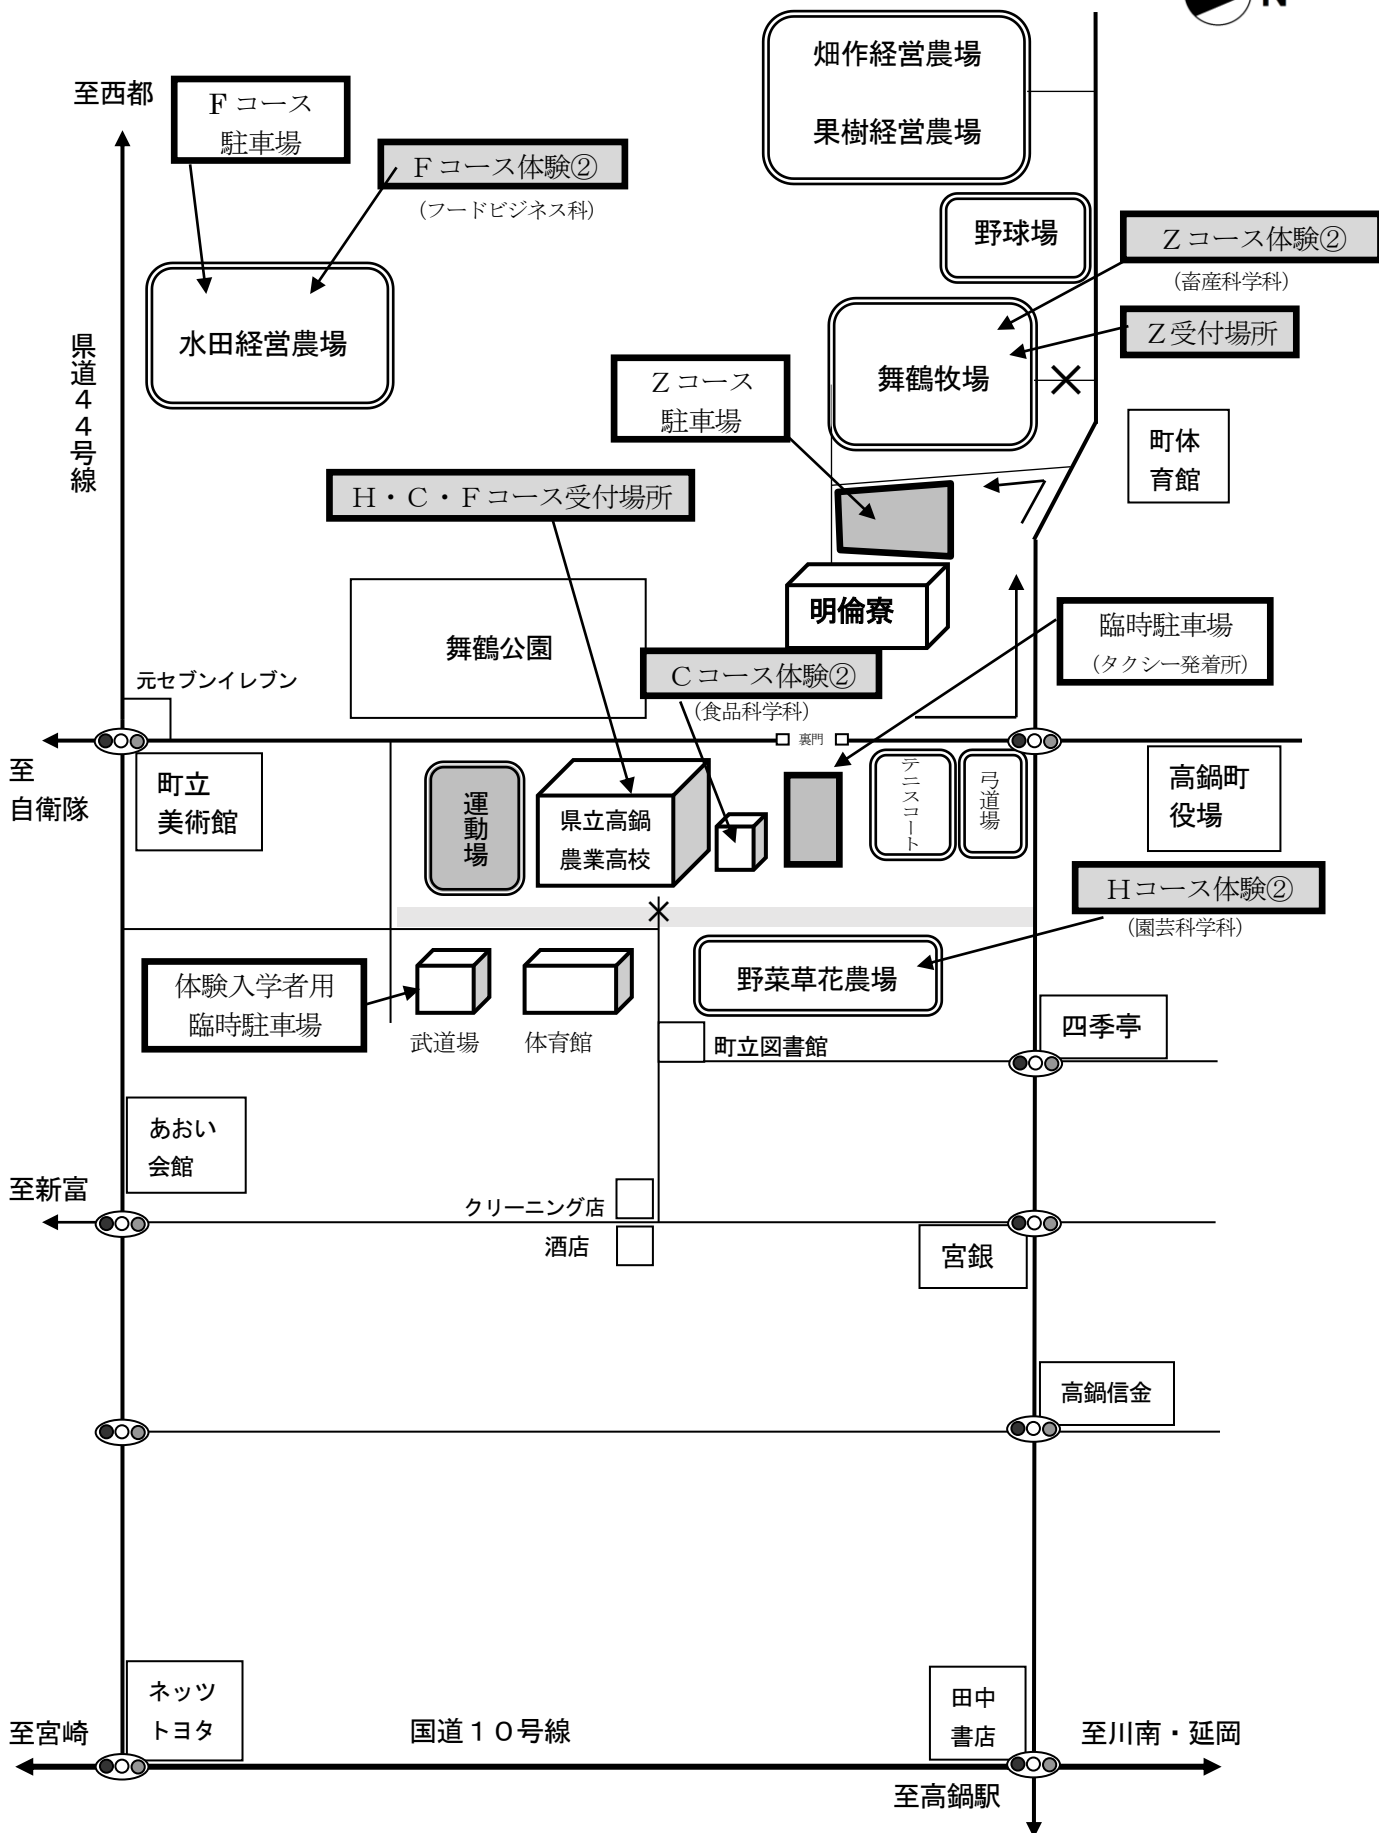 N
畑作経営農場
果樹経営農場
至西都
Ｆコース
駐車場
Ｆコース体験②
（フードビジネス科）
野球場
Ｚコース体験②
（畜産科学科）
Ｚ受付場所
水田経営農場
県道４４号線
舞鶴牧場
Ｚコース
駐車場
町体
育館
Ｈ・Ｃ・Ｆコース受付場所
明倫寮
舞鶴公園
臨時駐車場
（タクシー発着所）
Ｃコース体験②
（食品科学科）
元セブンイレブン
裏門
至
自衛隊
町立
美術館
運動場
県立高鍋
農業高校
テニスコート
弓道場
高鍋町
役場
Ｈコース体験②
（園芸科学科）
野菜草花農場
体験入学者用
臨時駐車場
武道場
体育館
町立図書館
四季亭
あおい
会館
至新富
クリーニング店
酒店
宮銀
高鍋信金
ネッツ
トヨタ
田中
書店
至宮崎
国道１０号線
至川南・延岡
至高鍋駅